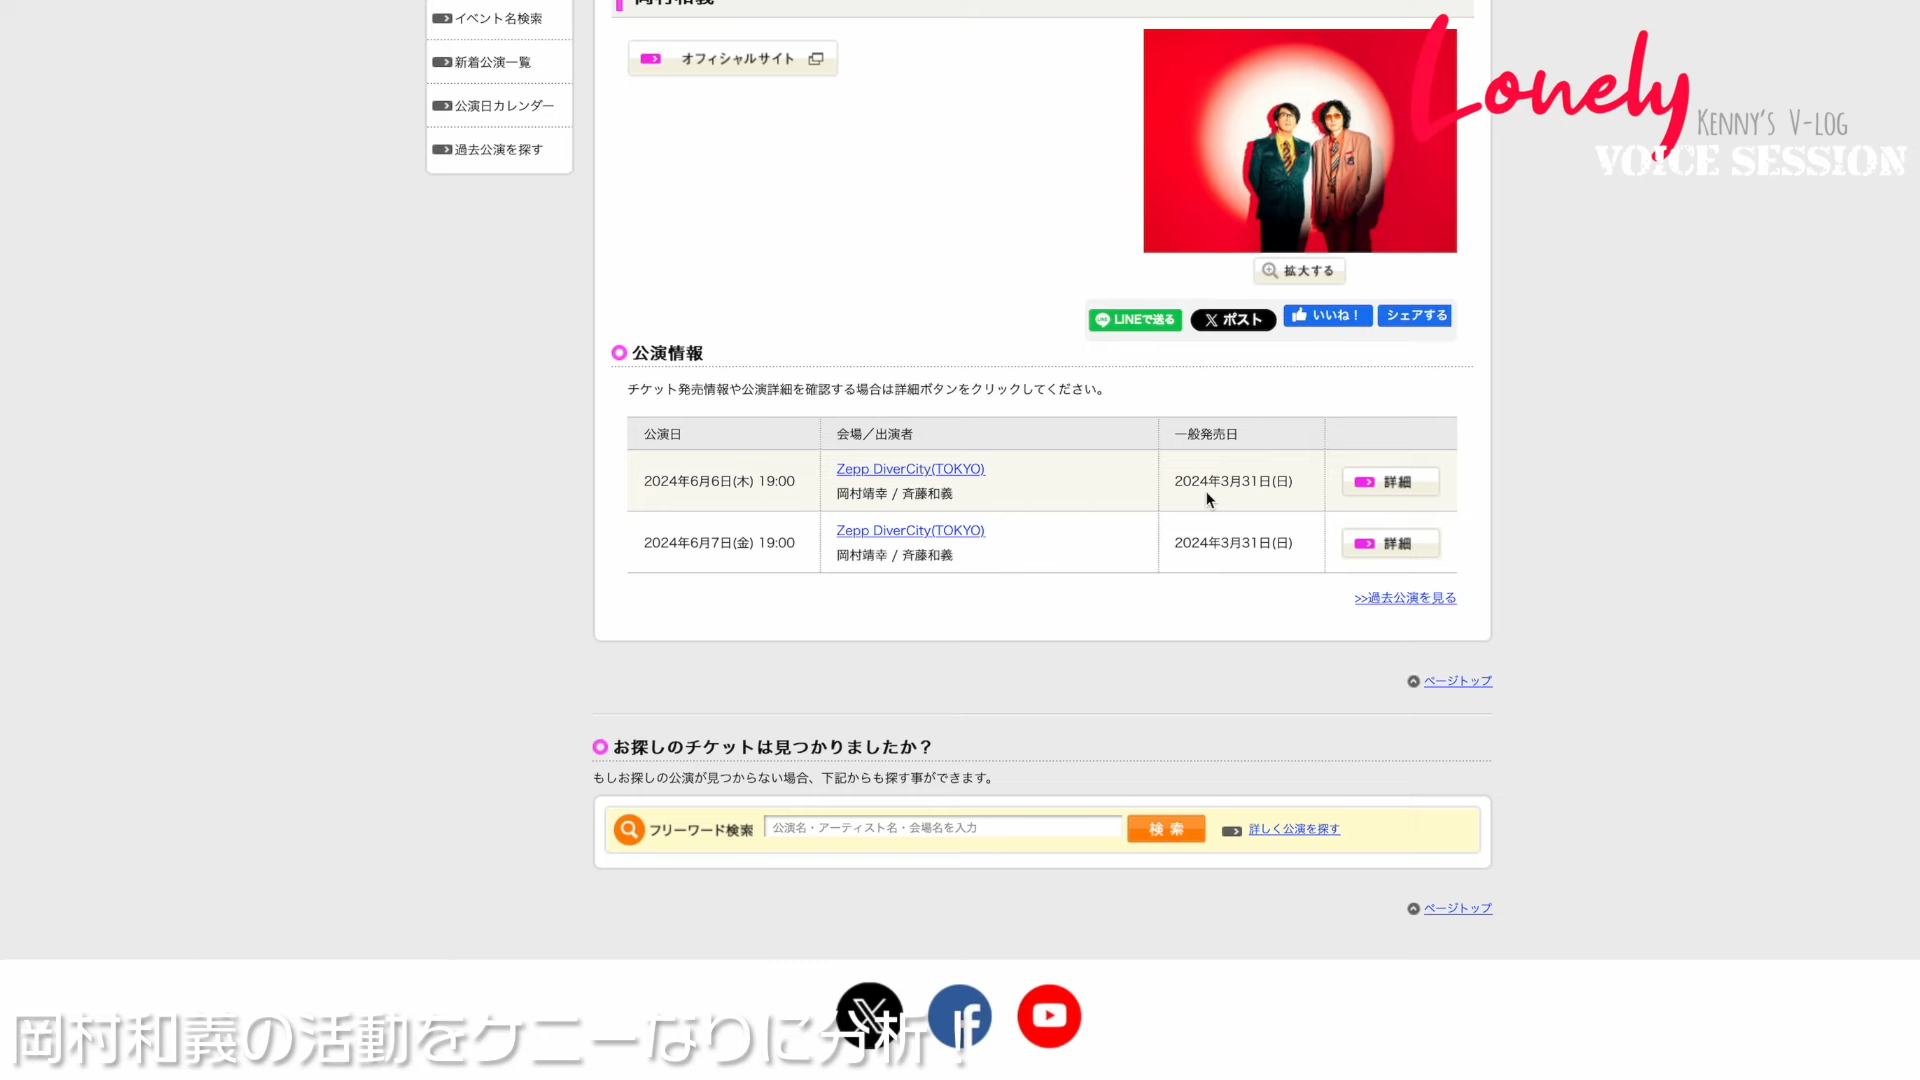 岡村和義
イベント名検索
新着公演一覧
公演日カレンダー
過去公演を探す
オフィシャルサイト
Lonely
KENNY'S V-LOG
VOICE SESSION
拡大する
LINEで送る
ポスト
いいね！
シェアする
公演情報
チケット発売情報や公演詳細を確認する場合は詳細ボタンをクリックしてください。
公演日 会場／出演者 一般発売日
2024年6月6日(木) 19:00 Zepp DiverCity(TOKYO) 2024年3月31日(日) 詳細
岡村靖幸 / 斉藤和義
2024年6月7日(金) 19:00 Zepp DiverCity(TOKYO) 2024年3月31日(日) 詳細
岡村靖幸 / 斉藤和義
>>過去公演を見る
ページトップ
お探しのチケットは見つかりましたか？
もしお探しの公演が見つからない場合、下記からも探す事ができます。
フリーワード検索 公演名・アーティスト名・会場名を入力 検索 詳しく公演を探す
ページトップ
岡村和義の活動をケニーなりに分析！